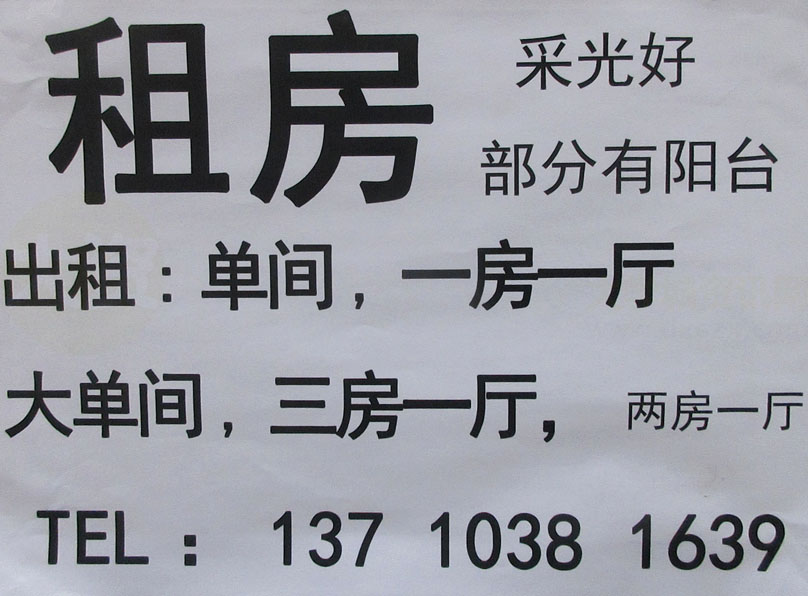 租房
采光好
部分有阳台
出租：单间，一房一厅
大单间，三房一厅，两房一厅
TEL： 137 1038 1639